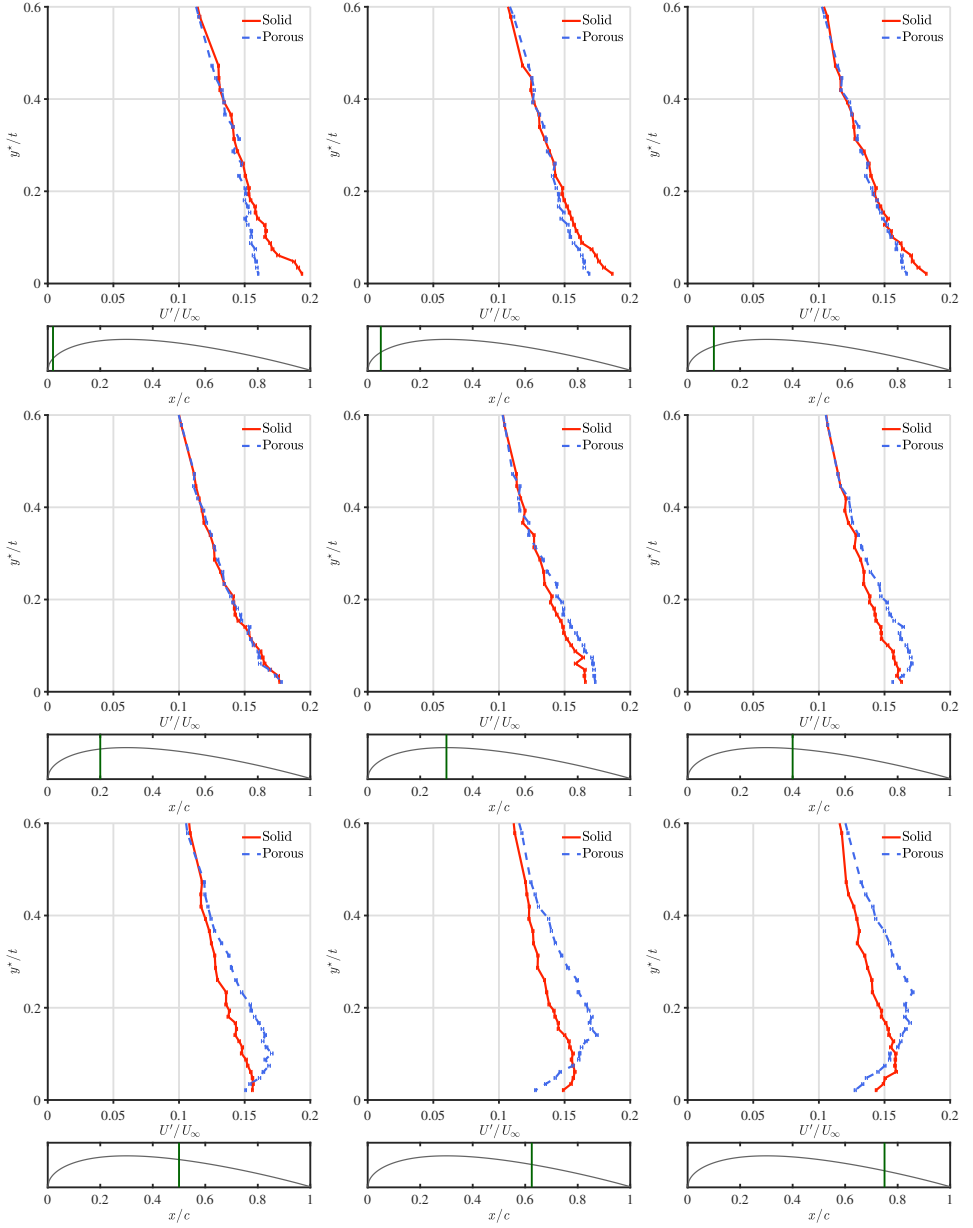 0.6 0.6 0.6
Solid Solid Solid
Porous Porous Porous
0.4 0.4 0.4
y*/t y*/t y*/t
0.2 0.2 0.2
0 0 0
0 0.05 0.1 0.15 0.2 0 0.05 0.1 0.15 0.2 0 0.05 0.1 0.15 0.2
U′/U∞ U′/U∞ U′/U∞
0 0.2 0.4 0.6 0.8 1 0 0.2 0.4 0.6 0.8 1 0 0.2 0.4 0.6 0.8 1
x/c x/c x/c
0.6 0.6 0.6
Solid Solid Solid
Porous Porous Porous
0.4 0.4 0.4
y*/t y*/t y*/t
0.2 0.2 0.2
0 0 0
0 0.05 0.1 0.15 0.2 0 0.05 0.1 0.15 0.2 0 0.05 0.1 0.15 0.2
U′/U∞ U′/U∞ U′/U∞
0 0.2 0.4 0.6 0.8 1 0 0.2 0.4 0.6 0.8 1 0 0.2 0.4 0.6 0.8 1
x/c x/c x/c
0.6 0.6 0.6
Solid Solid Solid
Porous Porous Porous
0.4 0.4 0.4
y*/t y*/t y*/t
0.2 0.2 0.2
0 0 0
0 0.05 0.1 0.15 0.2 0 0.05 0.1 0.15 0.2 0 0.05 0.1 0.15 0.2
U′/U∞ U′/U∞ U′/U∞
0 0.2 0.4 0.6 0.8 1 0 0.2 0.4 0.6 0.8 1 0 0.2 0.4 0.6 0.8 1
x/c x/c x/c